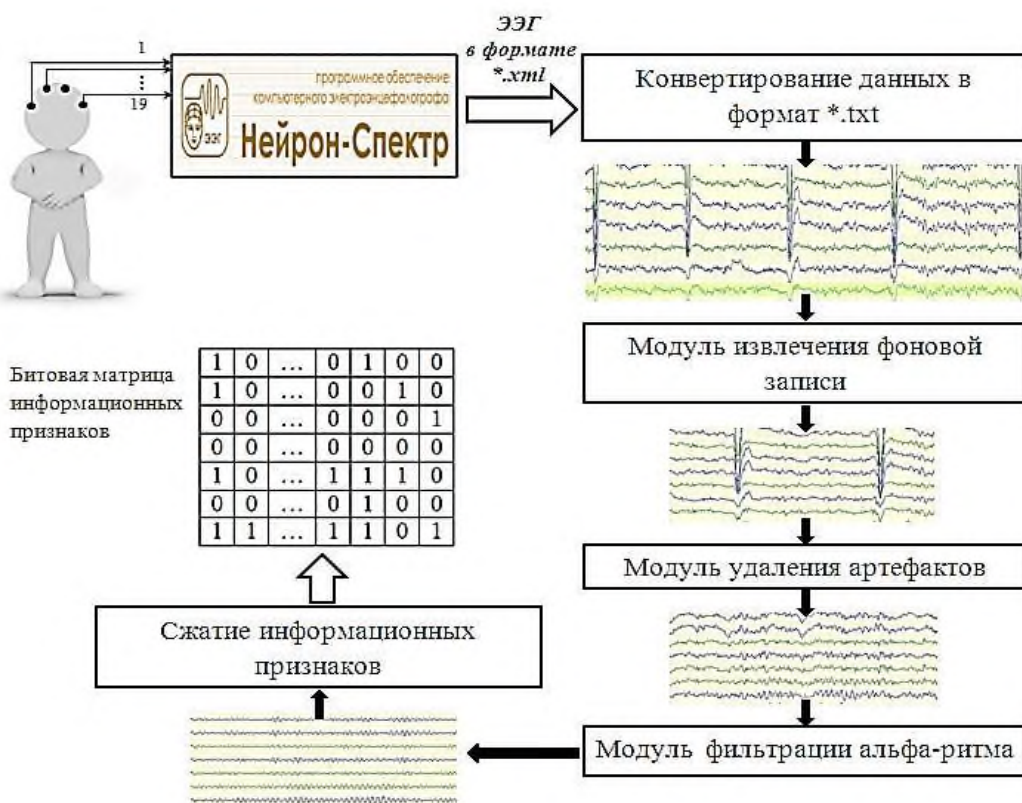 1
⋮
19
программное обеспечение
компьютерного электроэнцефалографа
Нейрон-Спектр
ЭЭГ
ЭЭГ
в формате
*.xml
Конвертирование данных в
формат *.txt
Модуль извлечения фоновой
записи
Модуль удаления артефактов
Модуль фильтрации альфа-ритма
Сжатие информационных
признаков
Битовая матрица
информационных
признаков
1 0 ... 0 1 0 0
1 0 ... 0 0 1 0
0 0 ... 0 0 0 1
0 0 ... 0 0 0 0
1 0 ... 1 1 1 0
0 0 ... 0 1 0 0
1 1 ... 1 1 0 1